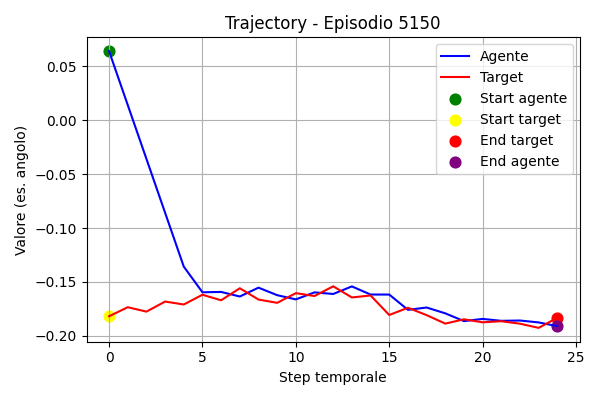 Trajectory - Episodio 5150
Valore (es. angolo)
0.05
0.00
−0.05
−0.10
−0.15
−0.20
0
5
10
15
20
25
Step temporale
Agente
Target
Start agente
Start target
End target
End agente